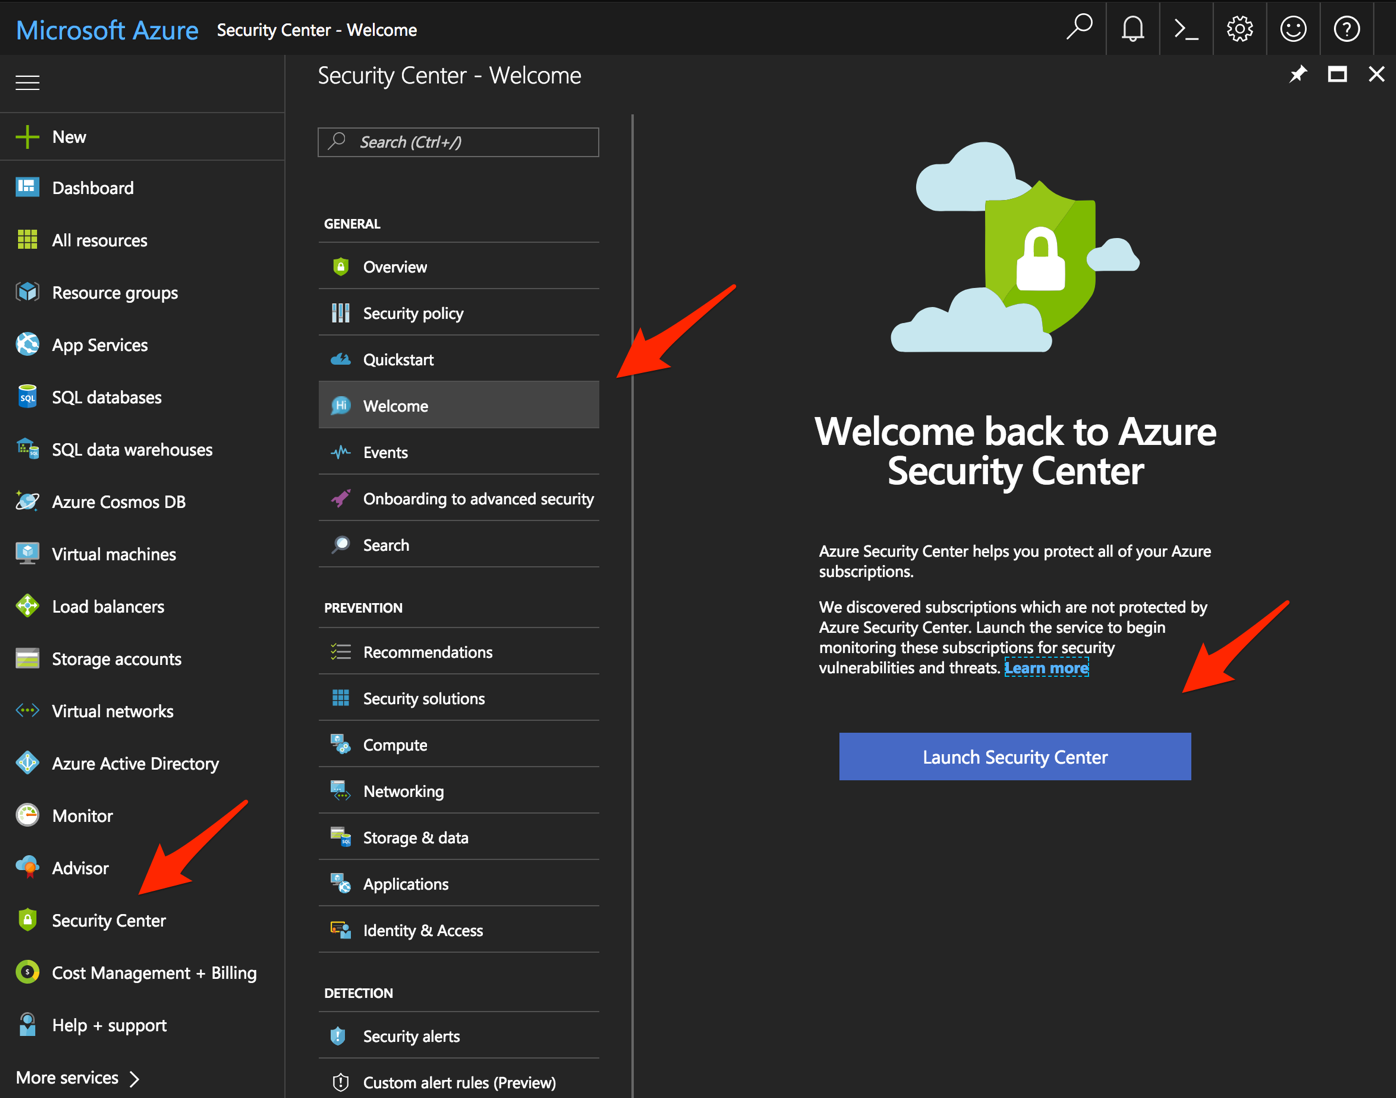 Microsoft Azure Security Center - Welcome
Security Center - Welcome
New
Dashboard
All resources
Resource groups
App Services
SQL
SQL databases
SQL data warehouses
Azure Cosmos DB
Virtual machines
Load balancers
Storage accounts
Virtual networks
Azure Active Directory
Monitor
Advisor
Security Center
$
Cost Management + Billing
Help + support
More services
Search (Ctrl+/)
GENERAL
Overview
Security policy
Quickstart
Hi
Welcome
Events
Onboarding to advanced security
Search
PREVENTION
Recommendations
Security solutions
Compute
Networking
Storage & data
Applications
Identity & Access
DETECTION
Security alerts
Custom alert rules (Preview)
Welcome back to Azure
Security Center
Azure Security Center helps you protect all of your Azure
subscriptions.
We discovered subscriptions which are not protected by
Azure Security Center. Launch the service to begin
monitoring these subscriptions for security
vulnerabilities and threats. Learn more
Launch Security Center